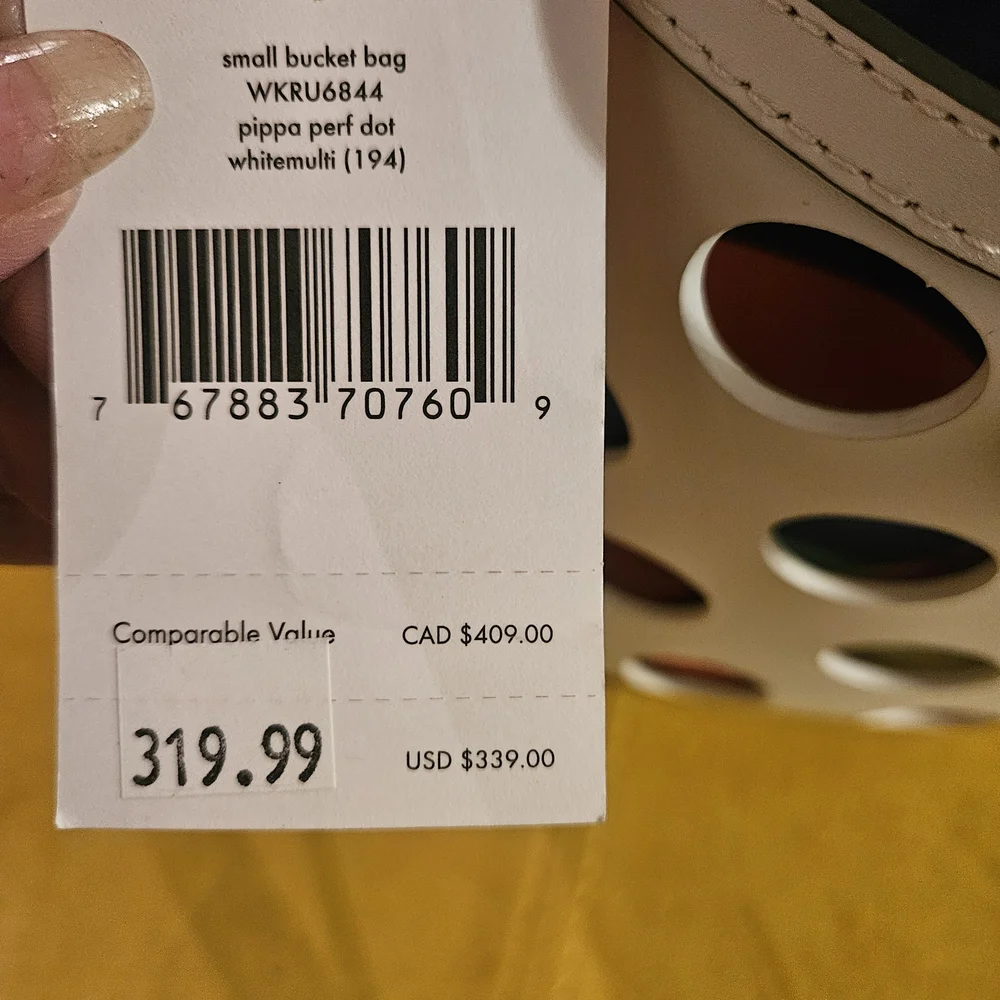 small bucket bag
WKRU6844
pippa perf dot
whitemulti (194)
7 67883 70760 9
Comparable Value CAD $409.00
319.99 USD $339.00